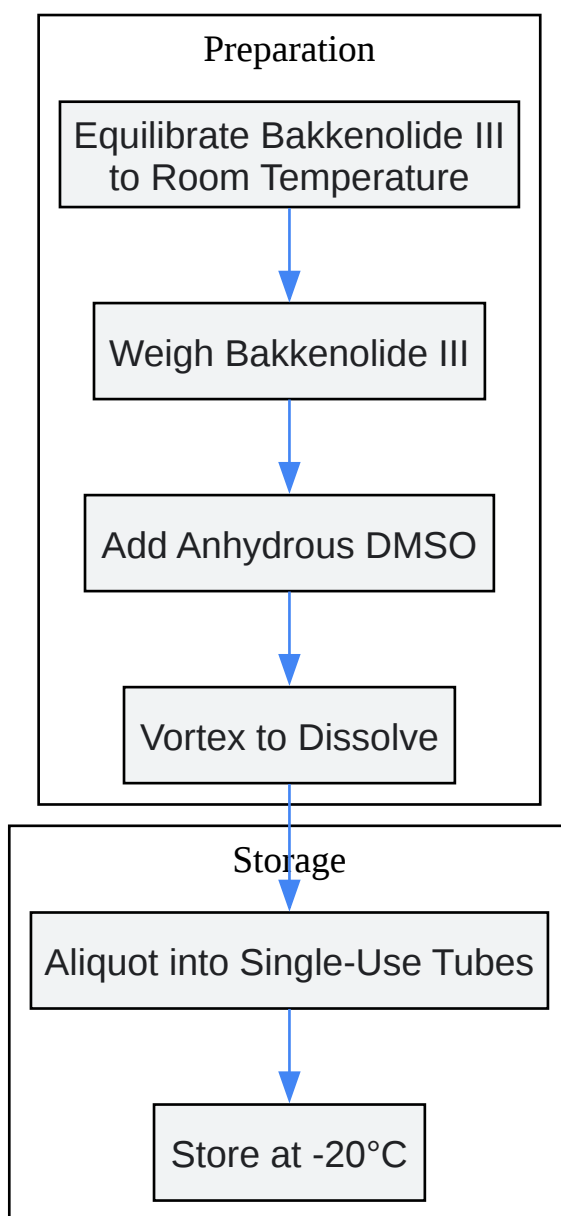 Preparation
Equilibrate Bakkenolide III
to Room Temperature
Weigh Bakkenolide III
Add Anhydrous DMSO
Vortex to Dissolve
Storage
Aliquot into Single-Use Tubes
Store at -20°C